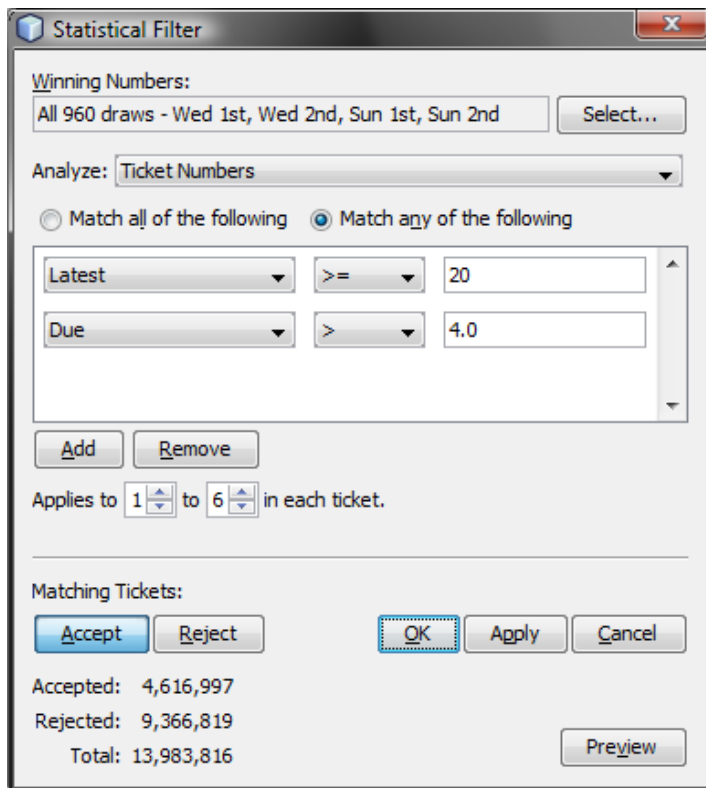 Statistical Filter
Winning Numbers:
All 960 draws - Wed 1st, Wed 2nd, Sun 1st, Sun 2nd Select...
Analyze: Ticket Numbers
Match all of the following Match any of the following
Latest >= 20
Due > 4.0
Add Remove
Applies to 1 to 6 in each ticket.
Matching Tickets:
Accept Reject OK Apply Cancel
Accepted: 4,616,997
Rejected: 9,366,819
Total: 13,983,816
Preview